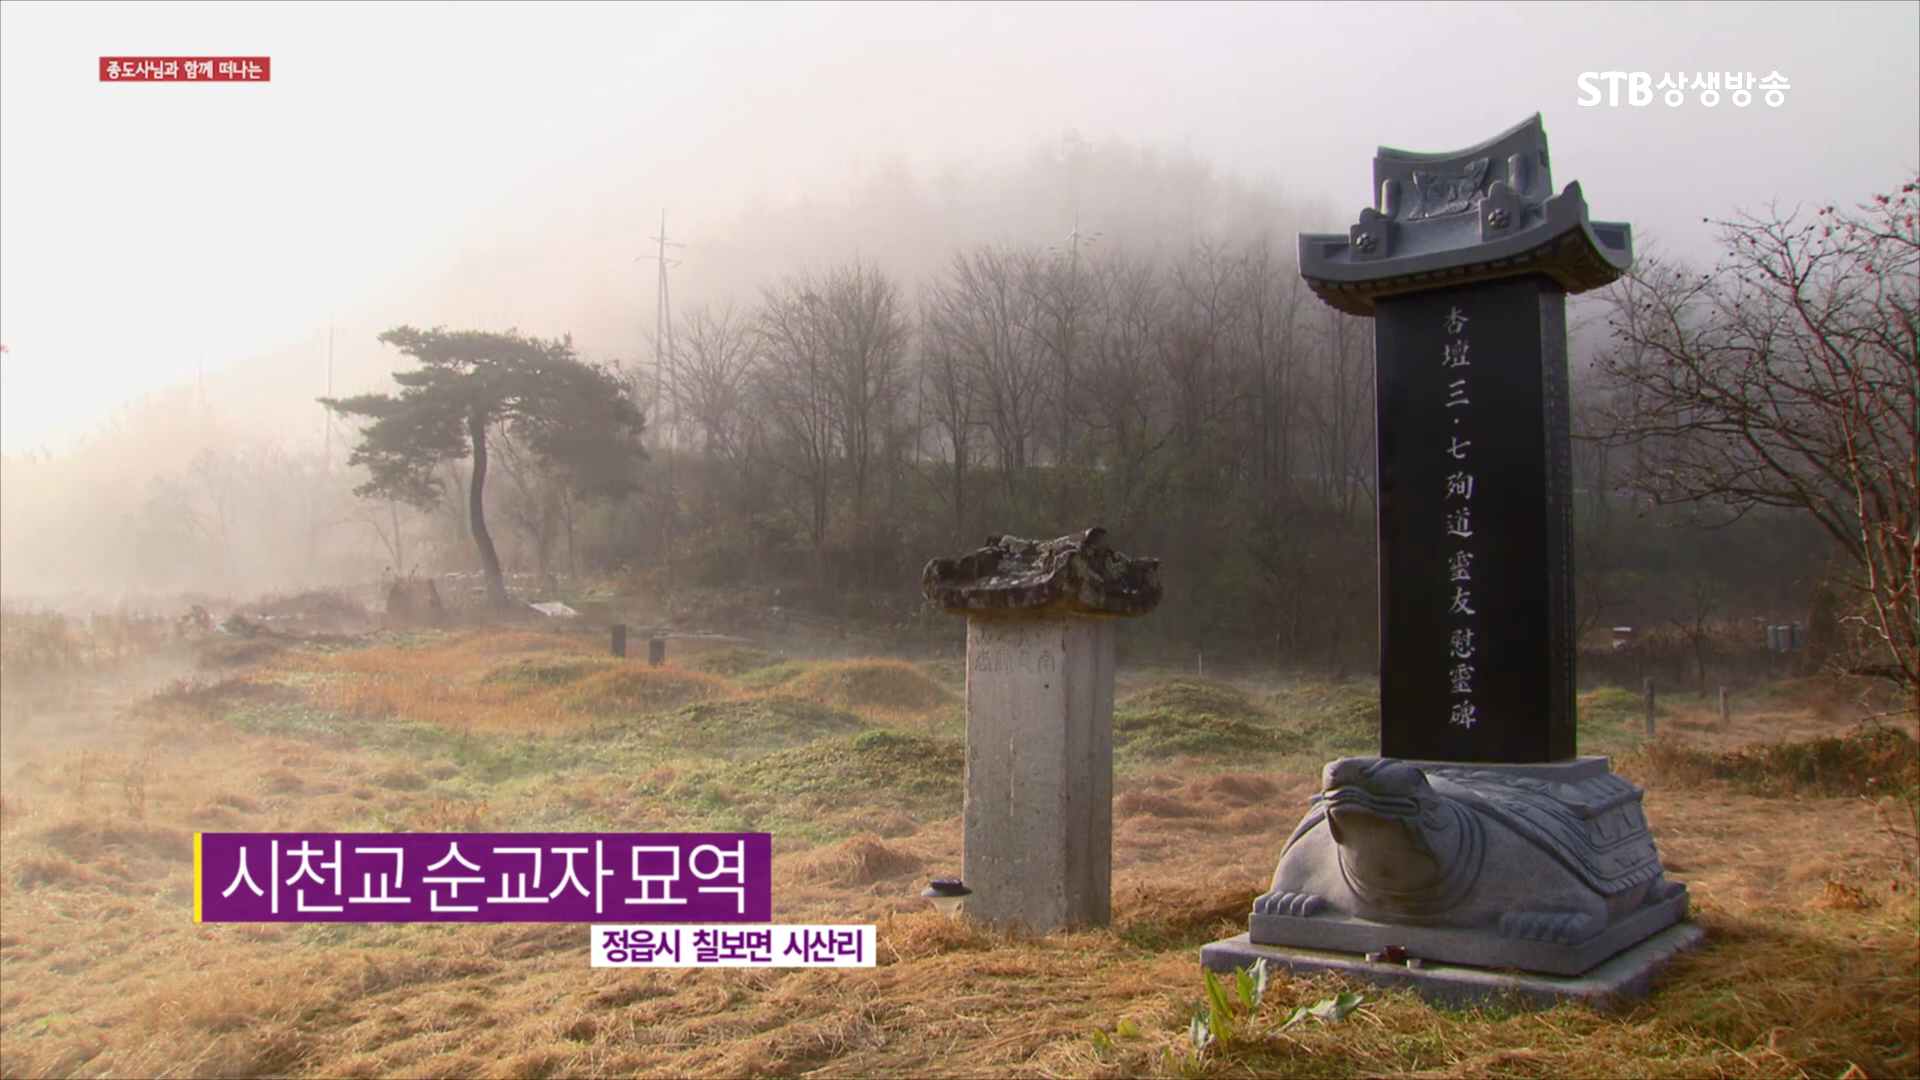 종도사님과 함께 떠나는
STB상생방송
杏壇三·七殉道靈友慰靈碑
시천교 순교자 묘역
정읍시 칠보면 시산리